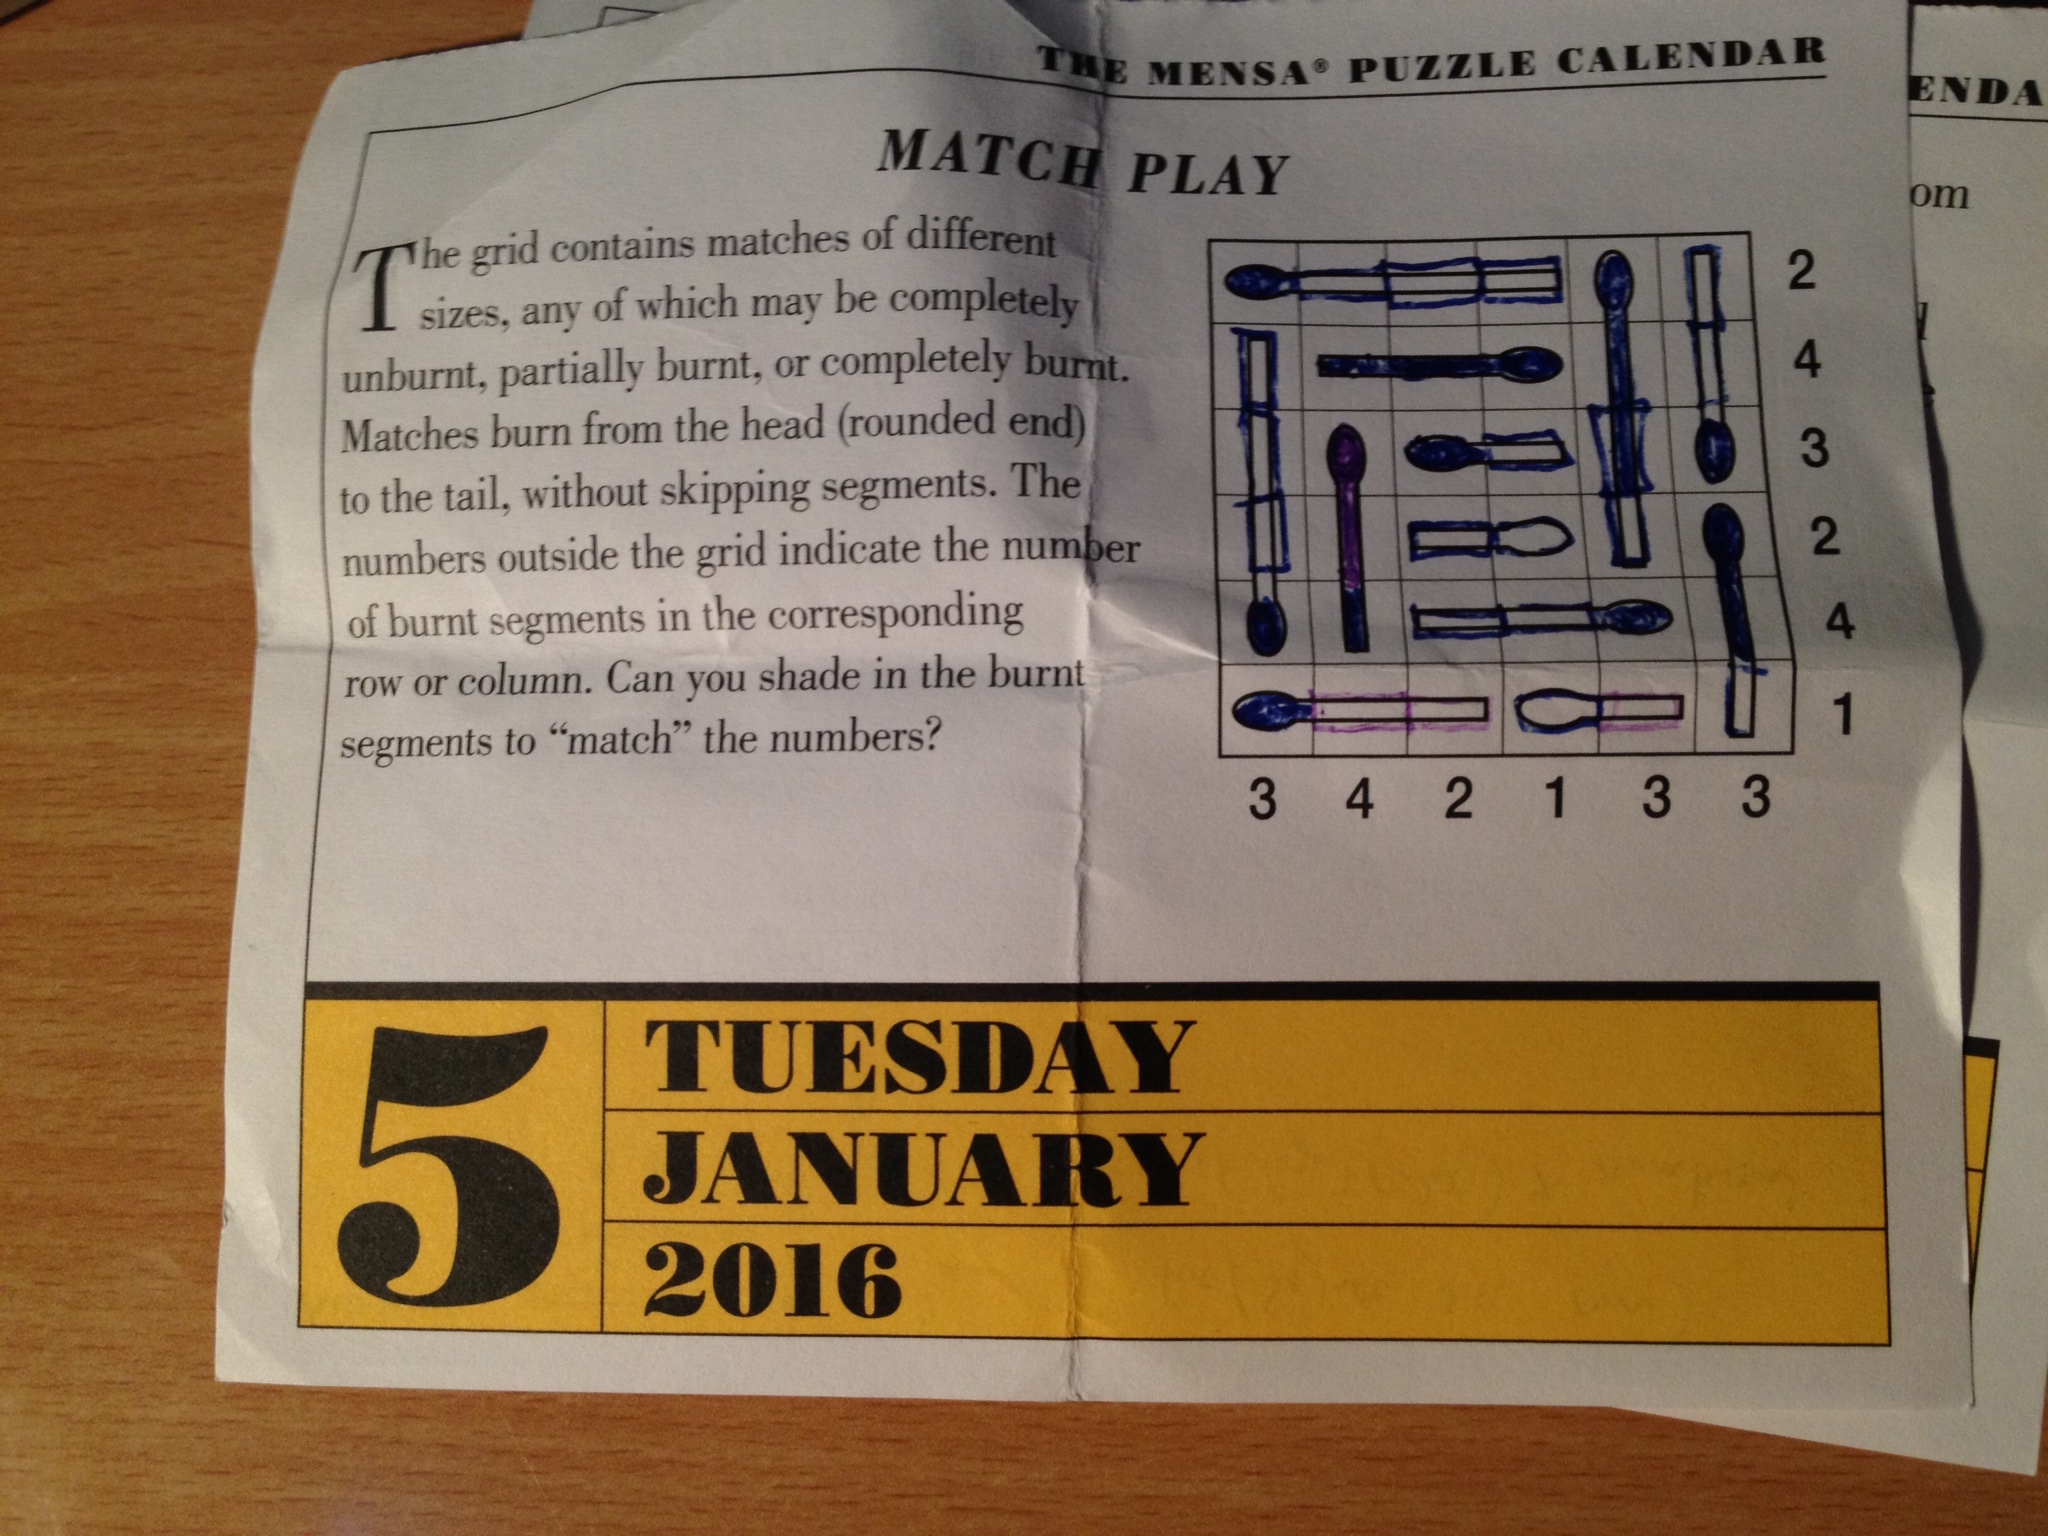 THE MENSA® PUZZLE CALENDAR
ENDA
MATCH PLAY
om
The grid contains matches of different
sizes, any of which may be completely
unburnt, partially burnt, or completely burnt.
Matches burn from the head (rounded end)
to the tail, without skipping segments. The
numbers outside the grid indicate the number
of burnt segments in the corresponding
row or column. Can you shade in the burnt
segments to “match” the numbers?
2
4
3
2
4
1
3 4 2 1 3 3
5
TUESDAY
JANUARY
2016